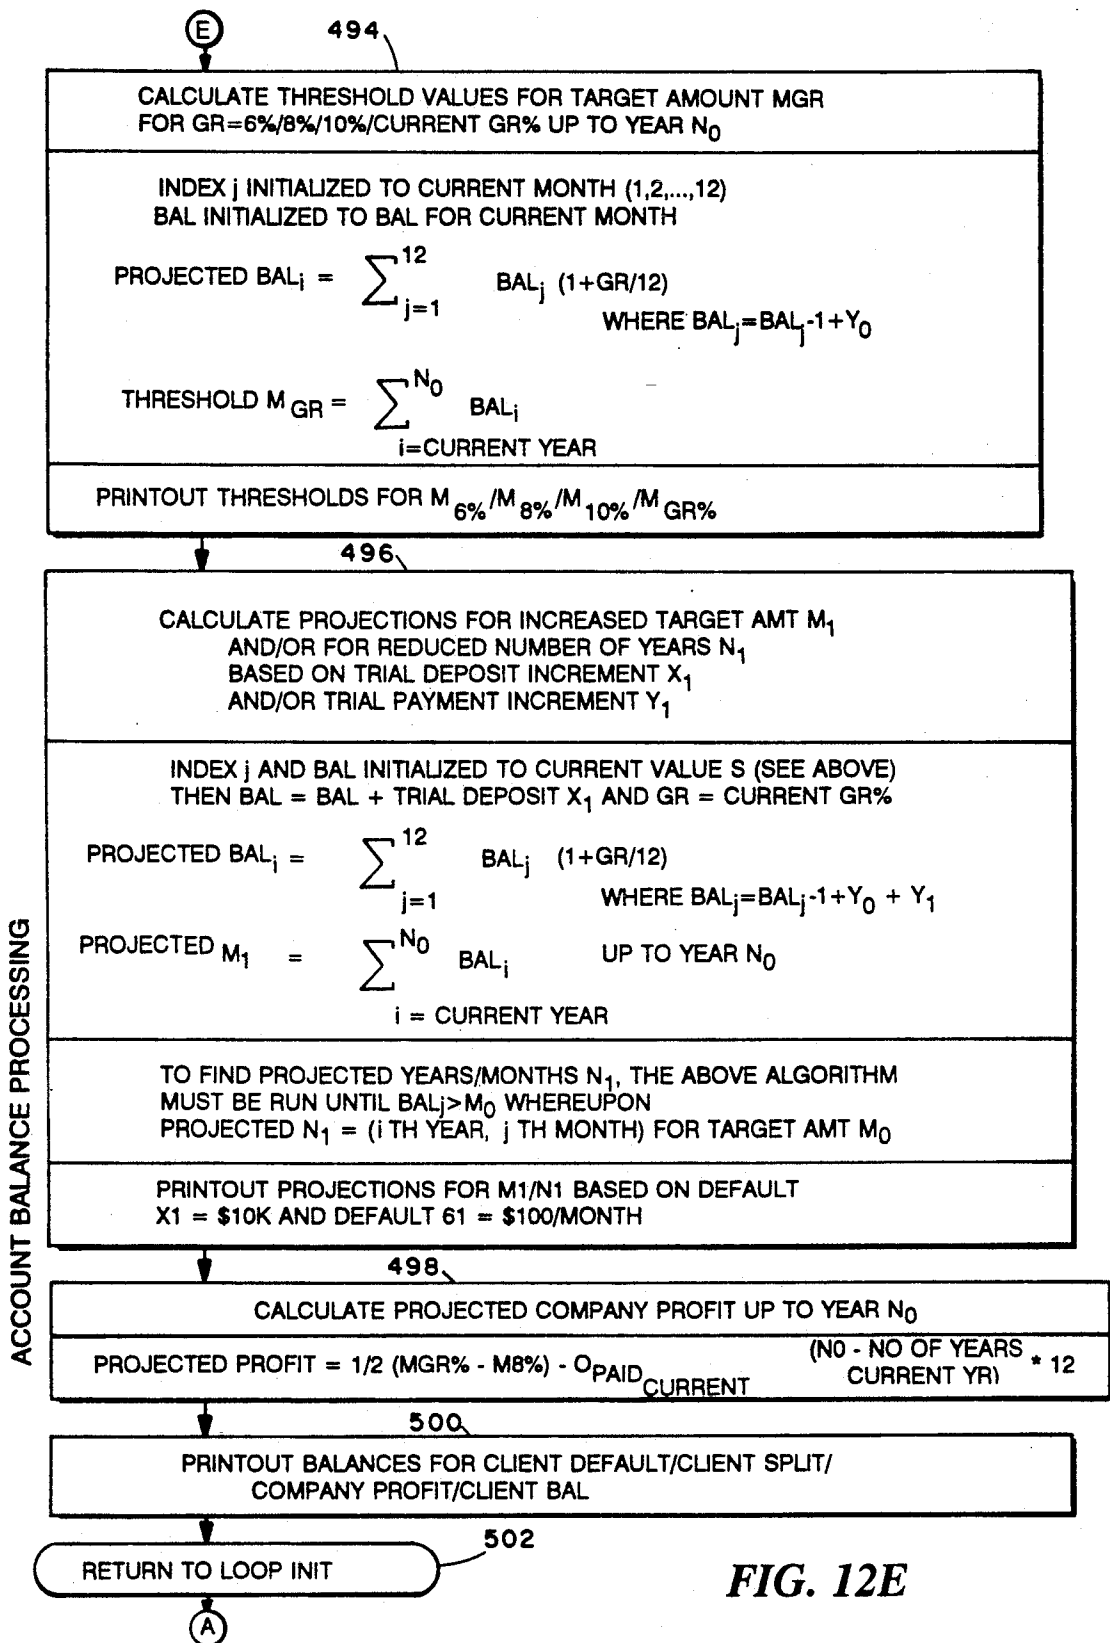 E
494
CALCULATE THRESHOLD VALUES FOR TARGET AMOUNT MGR
FOR GR=6%/8%/10%/CURRENT GR% UP TO YEAR N0
INDEX j INITIALIZED TO CURRENT MONTH (1,2,...,12)
BAL INITIALIZED TO BAL FOR CURRENT MONTH
PROJECTED BALi = ∑ j=1 12 BALj (1+GR/12)
WHERE BALj=BALj-1+Y0
THRESHOLD M GR = ∑ N0 BALi
i=CURRENT YEAR
PRINTOUT THRESHOLDS FOR M6%/M8%/M10%/MGR%
496
CALCULATE PROJECTIONS FOR INCREASED TARGET AMT M1
AND/OR FOR REDUCED NUMBER OF YEARS N1
BASED ON TRIAL DEPOSIT INCREMENT X1
AND/OR TRIAL PAYMENT INCREMENT Y1
INDEX j AND BAL INITIALIZED TO CURRENT VALUE S (SEE ABOVE)
THEN BAL = BAL + TRIAL DEPOSIT X1 AND GR = CURRENT GR%
PROJECTED BALi = ∑ j=1 12 BALj (1+GR/12)
WHERE BALj=BALj-1+Y0 + Y1
PROJECTED M1 = ∑ N0 BALi UP TO YEAR N0
i = CURRENT YEAR
TO FIND PROJECTED YEARS/MONTHS N1, THE ABOVE ALGORITHM
MUST BE RUN UNTIL BALj>M0 WHEREUPON
PROJECTED N1 = (i TH YEAR, j TH MONTH) FOR TARGET AMT M0
PRINTOUT PROJECTIONS FOR M1/N1 BASED ON DEFAULT
X1 = $10K AND DEFAULT 61 = $100/MONTH
498
CALCULATE PROJECTED COMPANY PROFIT UP TO YEAR N0
PROJECTED PROFIT = 1/2 (MGR% - M8%) - OPAIDCURRENT (N0 - NO OF YEARS CURRENT YR) * 12
500
PRINTOUT BALANCES FOR CLIENT DEFAULT/CLIENT SPLIT/
COMPANY PROFIT/CLIENT BAL
502
RETURN TO LOOP INIT
A
ACCOUNT BALANCE PROCESSING
FIG. 12E